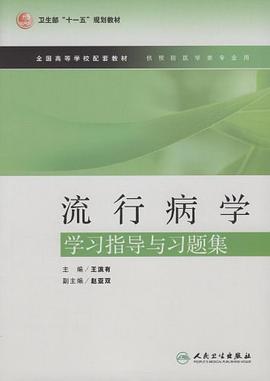 卫生部“十一五”规划教材
全国高等学校配套教材 供预防医学类专业用
流行病学
学习指导与习题集
主编 王滨有
副主编 赵亚双
人民卫生出版社